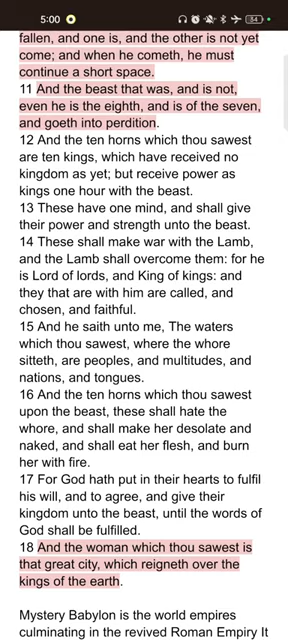 5:00
54
fallen, and one is, and the other is not yet
come; and when he cometh, he must
continue a short space.
11 And the beast that was, and is not,
even he is the eighth, and is of the seven,
and goeth into perdition.
12 And the ten horns which thou sawest
are ten kings, which have received no
kingdom as yet; but receive power as
kings one hour with the beast.
13 These have one mind, and shall give
their power and strength unto the beast.
14 These shall make war with the Lamb,
and the Lamb shall overcome them: for he
is Lord of lords, and King of kings: and
they that are with him are called, and
chosen, and faithful.
15 And he saith unto me, The waters
which thou sawest, where the whore
sitteth, are peoples, and multitudes, and
nations, and tongues.
16 And the ten horns which thou sawest
upon the beast, these shall hate the
whore, and shall make her desolate and
naked, and shall eat her flesh, and burn
her with fire.
17 For God hath put in their hearts to fulfil
his will, and to agree, and give their
kingdom unto the beast, until the words of
God shall be fulfilled.
18 And the woman which thou sawest is
that great city, which reigneth over the
kings of the earth.
Mystery Babylon is the world empires
culminating in the revived Roman Empiry It